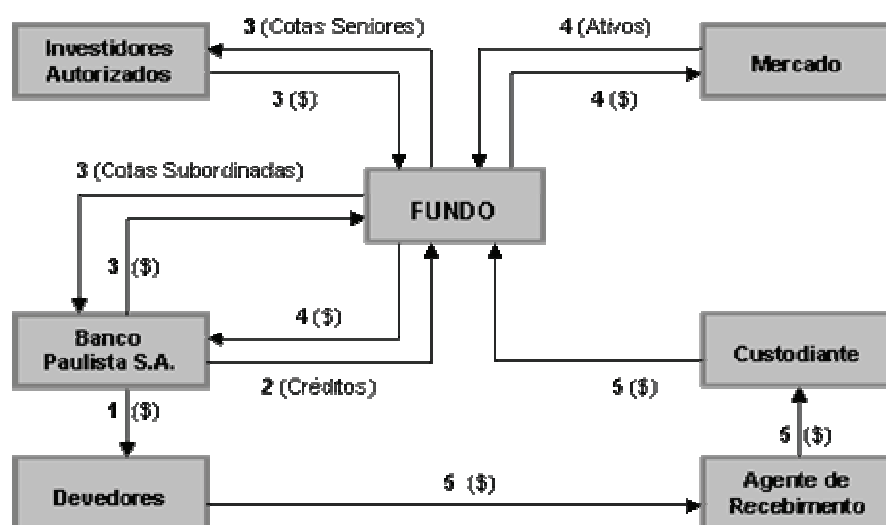 3 (Cotas Seniores)
4 (Ativos)
Investidores
Autorizados
Mercado
3 ($)
4 ($)
3 (Cotas Subordinadas)
FUNDO
3 ($)
4 ($)
Banco
Paulista S.A.
Custodiante
2 (Créditos)
5 ($)
1 ($)
5 ($)
Devedores
5 ($)
Agente de
Recebimento